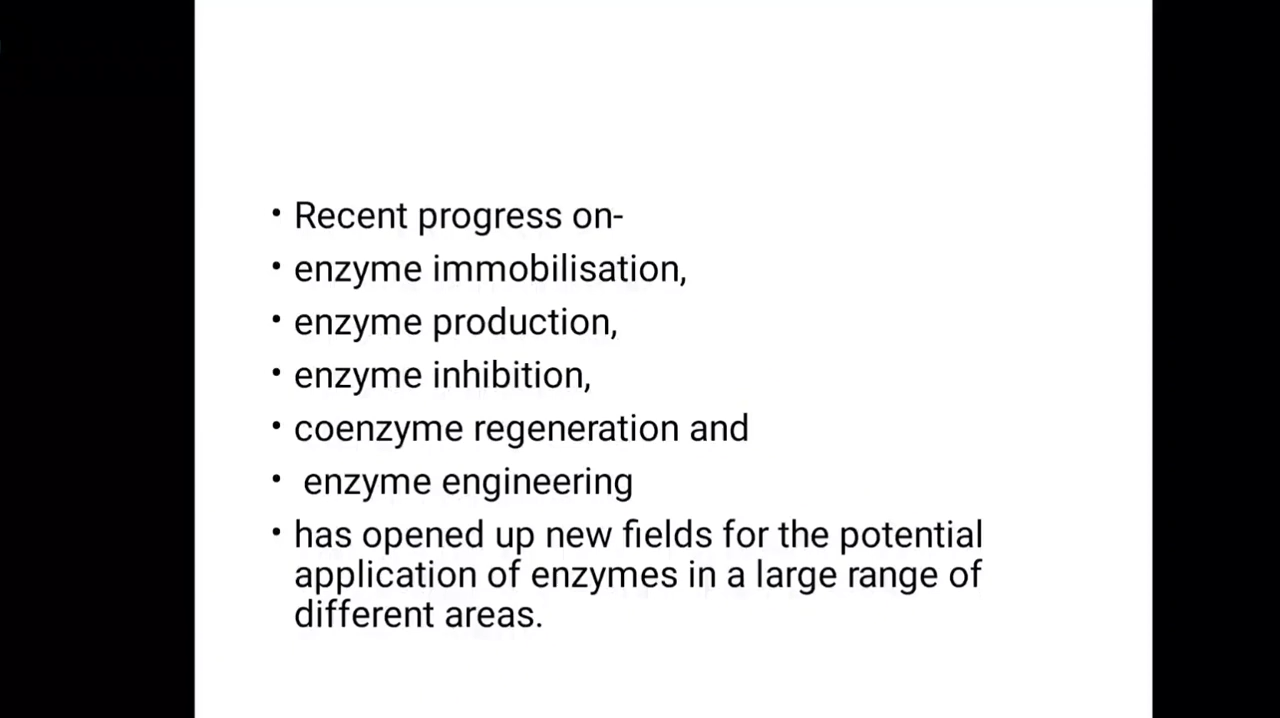 • Recent progress on-
• enzyme immobilisation,
• enzyme production,
• enzyme inhibition,
• coenzyme regeneration and
• enzyme engineering
• has opened up new fields for the potential
application of enzymes in a large range of
different areas.